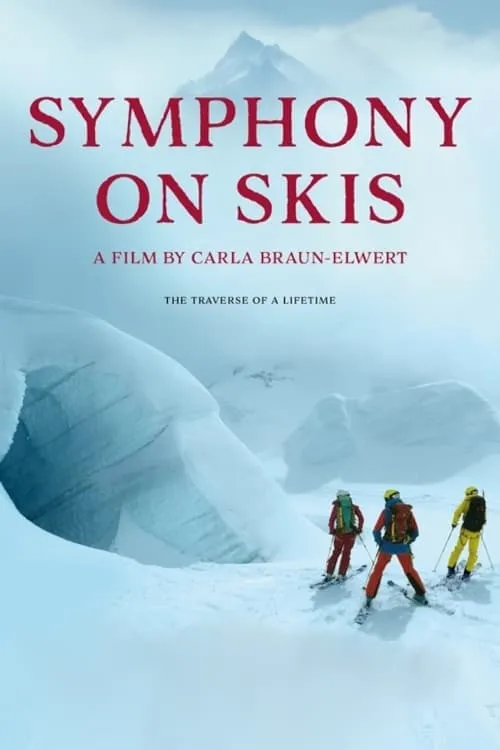 SYMPHONY
ON SKIS
A FILM BY CARLA BRAUN-ELWERT
THE TRAVERSE OF A LIFETIME